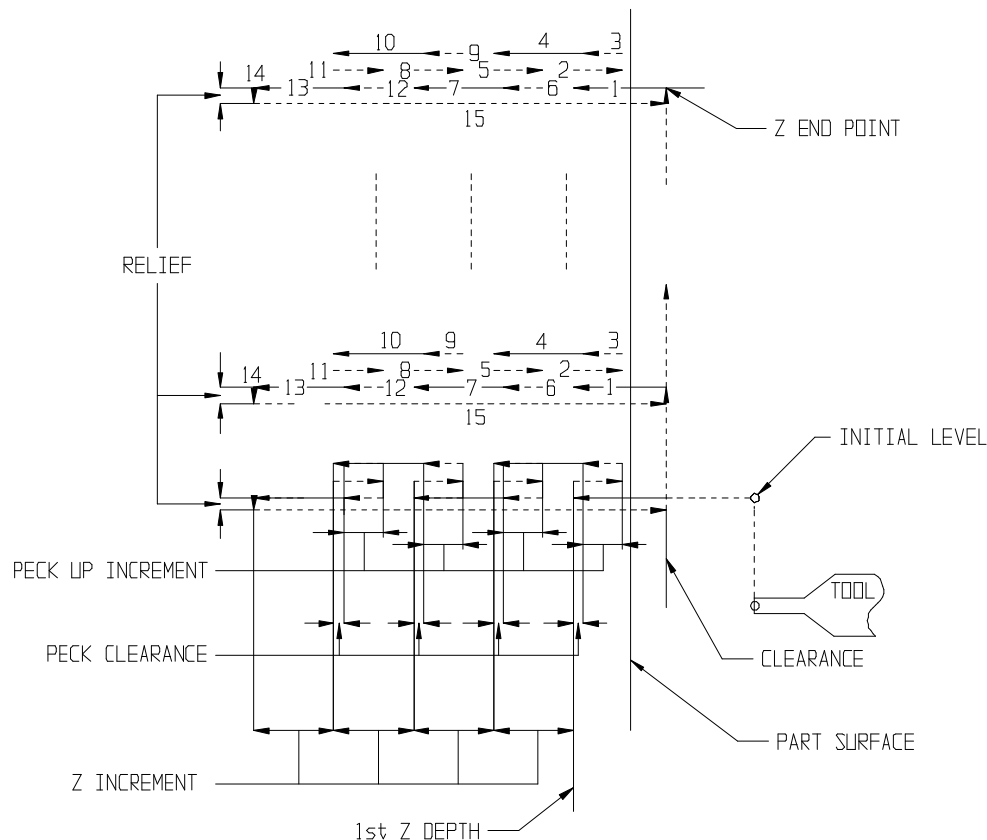 10 9 4 3
14 11 8 5 2
13 12 7 6 1
15
Z END POINT
RELIEF
10 9 4 3
14 11 8 5 2
13 12 7 6 1
15
INITIAL LEVEL
PECK UP INCREMENT
TOOL
PECK CLEARANCE
CLEARANCE
PART SURFACE
Z INCREMENT
1st Z DEPTH